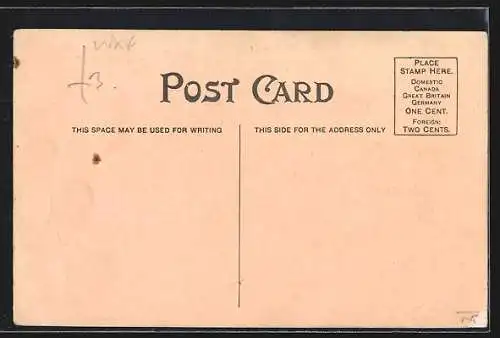 3.
POST CARD
PLACE
STAMP HERE.
DOMESTIC
CANADA
GREAT BRITAIN
GERMANY
ONE CENT.
FOREIGN:
TWO CENTS.
THIS SPACE MAY BE USED FOR WRITING
THIS SIDE FOR THE ADDRESS ONLY